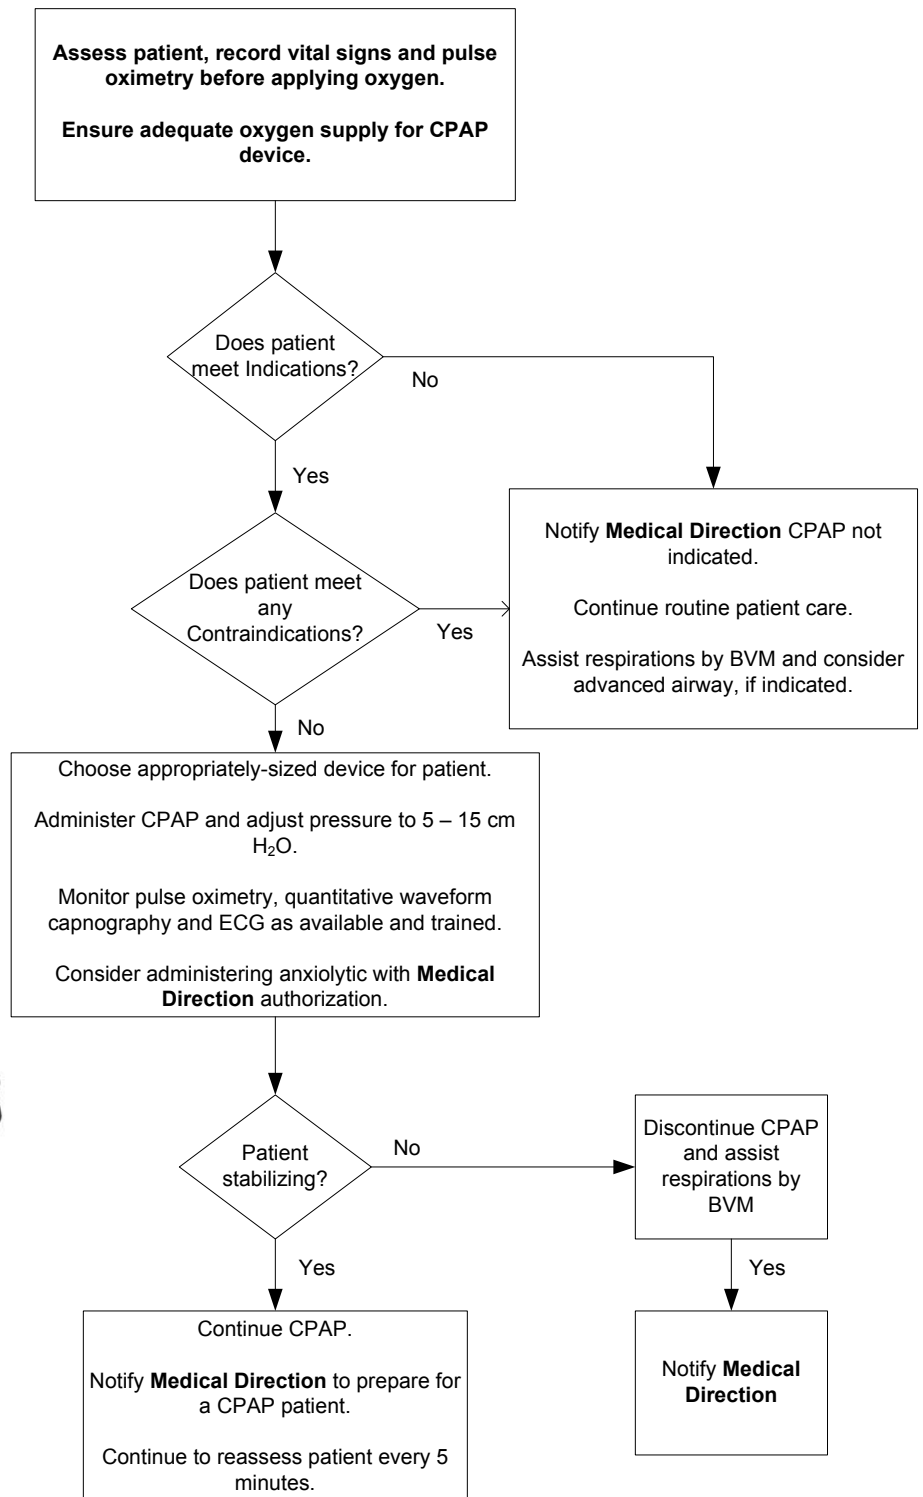 Assess patient, record vital signs and pulse
oximetry before applying oxygen.
Ensure adequate oxygen supply for CPAP
device.
Does patient
meet Indications?
No
Yes
Notify Medical Direction CPAP not
indicated.
Continue routine patient care.
Assist respirations by BVM and consider
advanced airway, if indicated.
Does patient meet
any
Contraindications?
Yes
No
Choose appropriately-sized device for patient.
Administer CPAP and adjust pressure to 5 – 15 cm
H₂O.
Monitor pulse oximetry, quantitative waveform
capnography and ECG as available and trained.
Consider administering anxiolytic with Medical
Direction authorization.
Patient
stabilizing?
No
Discontinue CPAP
and assist
respirations by
BVM
Yes
Yes
Continue CPAP.
Notify Medical Direction to prepare for
a CPAP patient.
Continue to reassess patient every 5
minutes.
Notify Medical
Direction